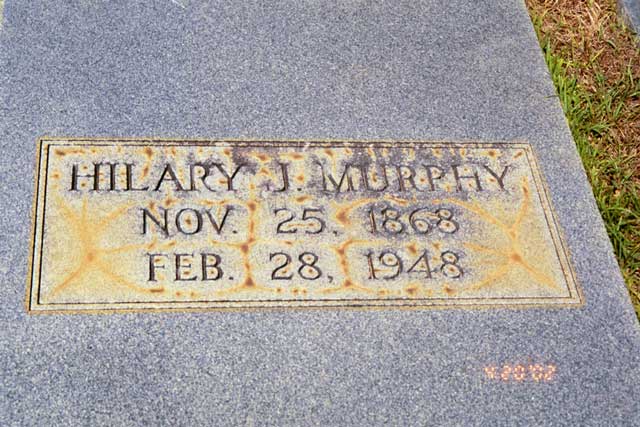 HILARY J. MURPHY
NOV. 25, 1868
FEB. 28, 1948